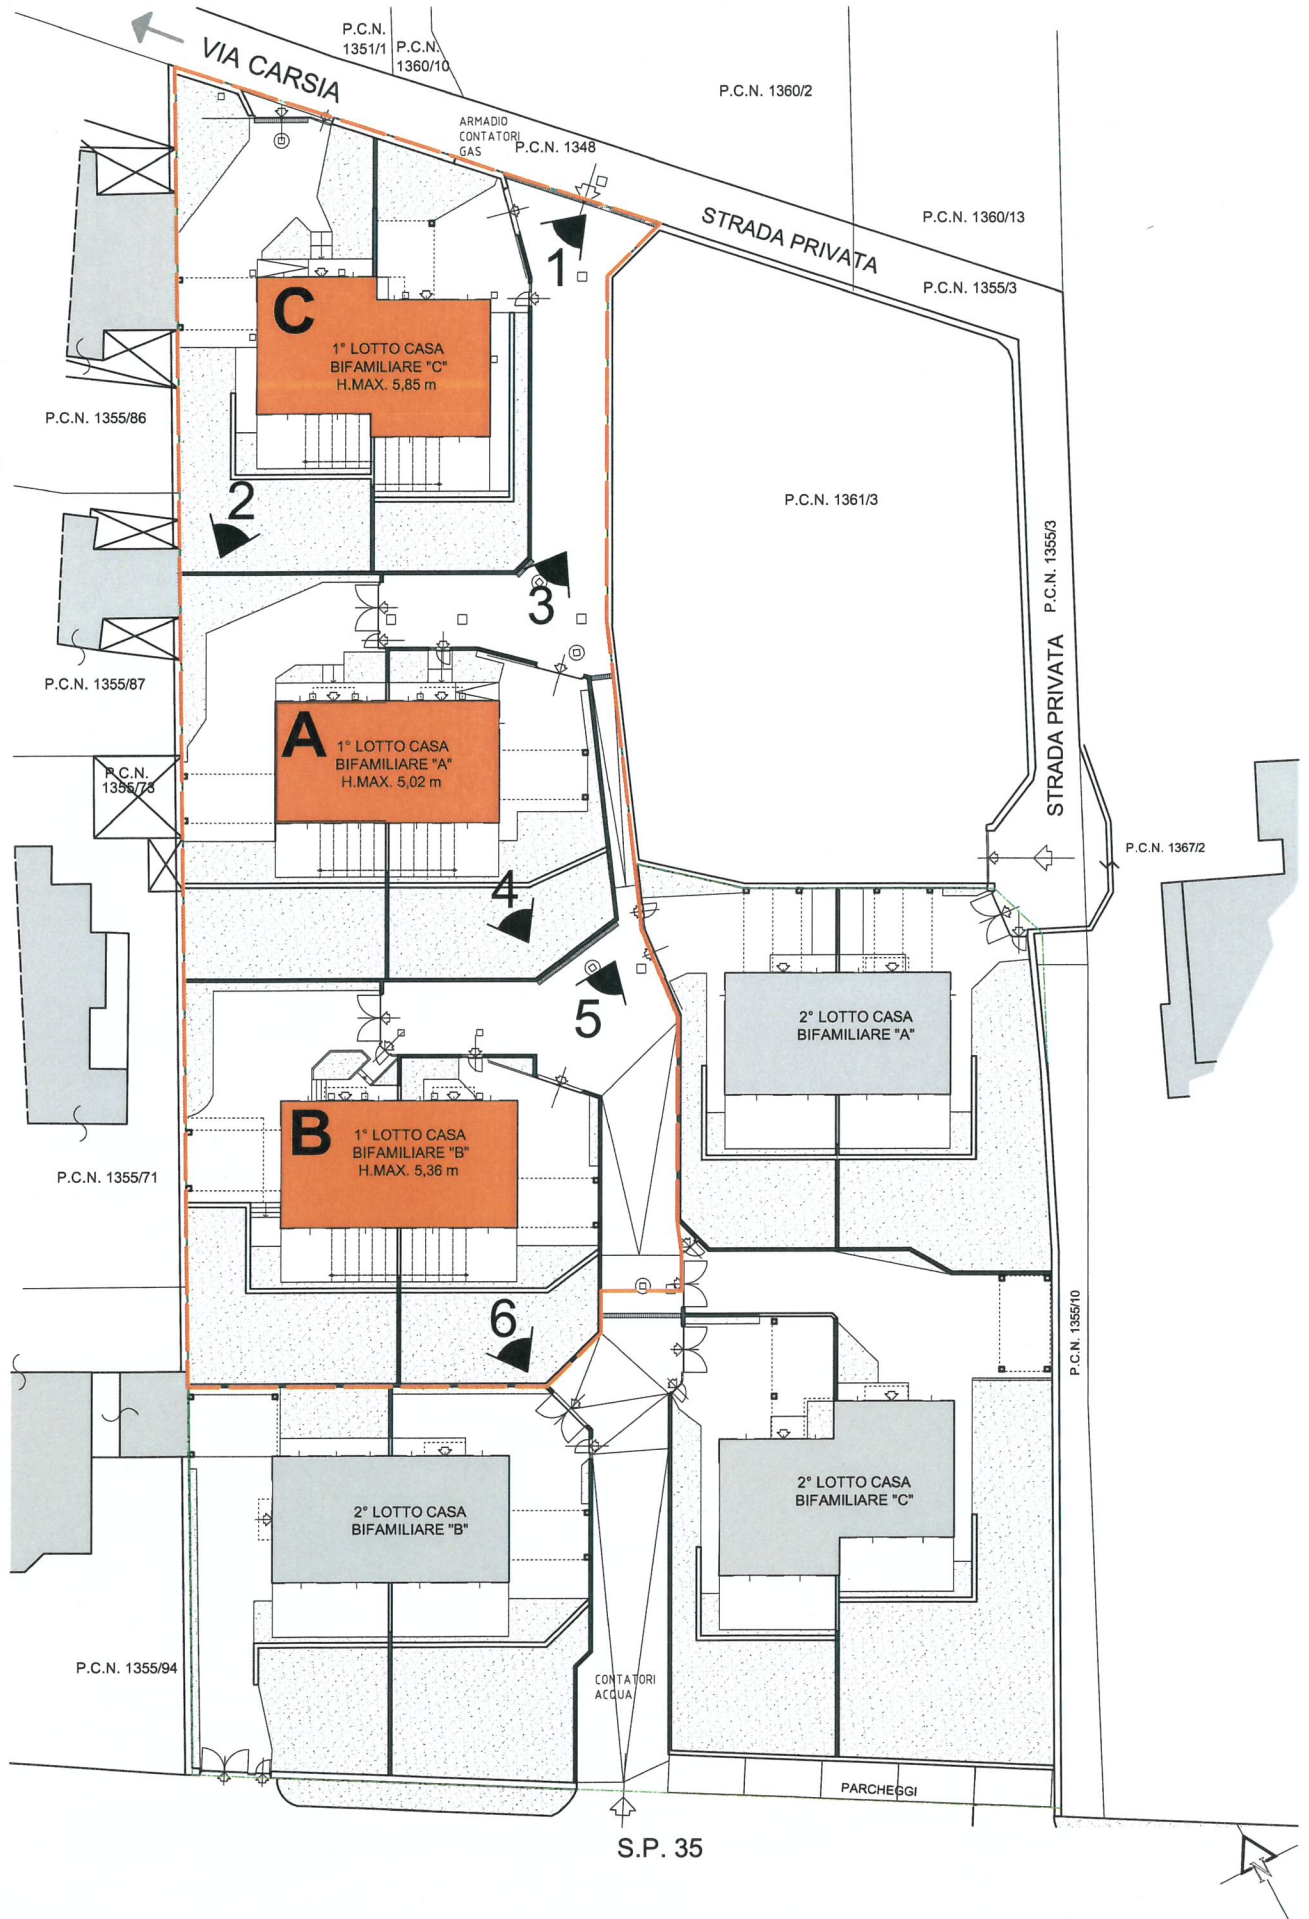 P.C.N.
1351/1
P.C.N.
1360/10
VIA CARSIA
P.C.N. 1360/2
ARMADIO
CONTATORI
GAS
P.C.N. 1348
STRADA PRIVATA
P.C.N. 1360/13
P.C.N. 1355/3
1
C
1° LOTTO CASA
BIFAMILIARE "C"
H.MAX. 5,85 m
P.C.N. 1355/86
2
P.C.N. 1361/3
P.C.N. 1355/3
STRADA PRIVATA
3
P.C.N. 1355/87
A
1° LOTTO CASA
BIFAMILIARE "A"
H.MAX. 5,02 m
P.C.N.
1355/73
P.C.N. 1367/2
4
5
2° LOTTO CASA
BIFAMILIARE "A"
B
1° LOTTO CASA
BIFAMILIARE "B"
H.MAX. 5,36 m
P.C.N. 1355/71
6
P.C.N. 1355/10
2° LOTTO CASA
BIFAMILIARE "B"
2° LOTTO CASA
BIFAMILIARE "C"
P.C.N. 1355/94
CONTATORI
ACQUA
PARCHEGGI
S.P. 35
N